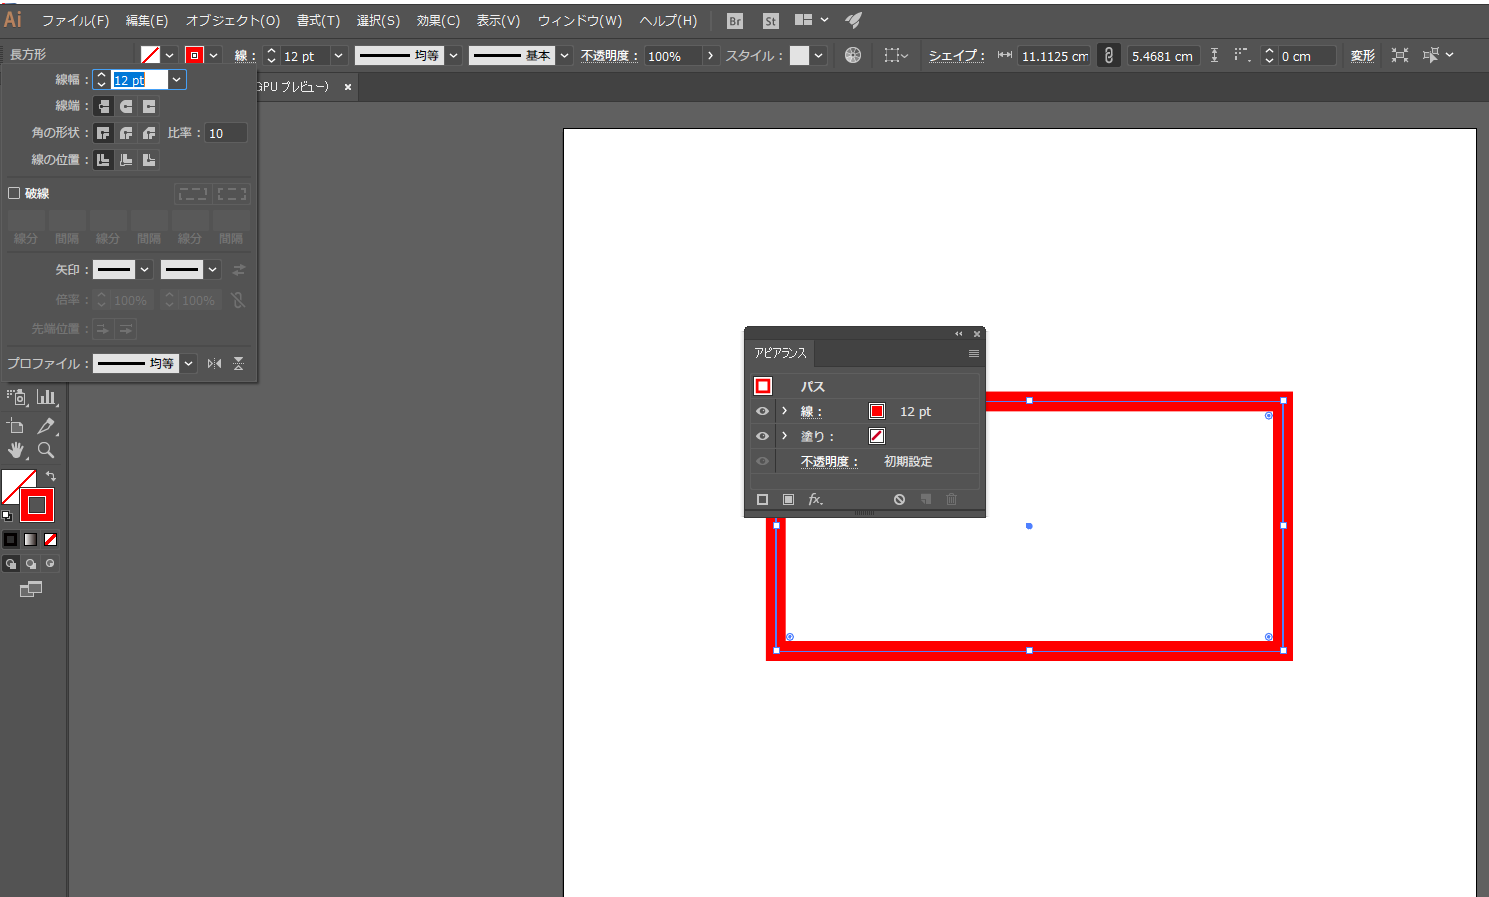 Ai ファイル(F) 編集(E) オブジェクト(O) 書式(T) 選択(S) 効果(C) 表示(V) ウィンドウ(W) ヘルプ(H) Br St
長方形 線: 12 pt 均等 基本 不透明度: 100% スタイル: シェイプ: 11.1125 cm 5.4681 cm 0 cm 変形
GPU プレビュー) ×
線幅: 12 pt
線端:
角の形状: 比率: 10
線の位置:
破線
線分 間隔 線分 間隔 線分 間隔
矢印:
倍率: 100% 100%
先端位置:
プロファイル: 均等
アピアランス
パス
線: 12 pt
塗り:
不透明度: 初期設定
fx.